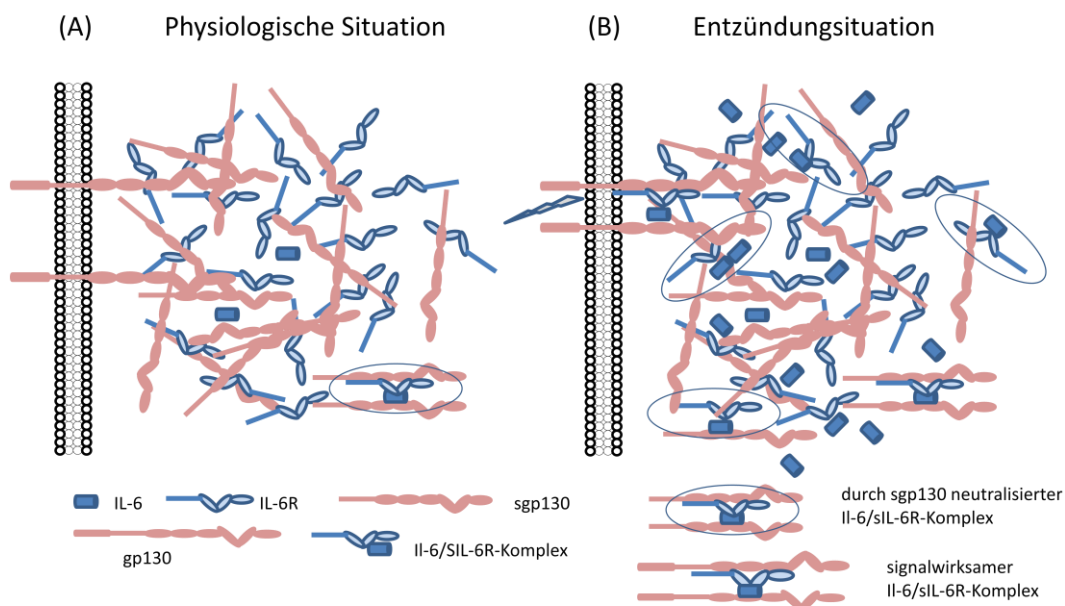 (A) Physiologische Situation
(B) Entzündungsituation
IL-6
IL-6R
sgp130
gp130
Il-6/SIL-6R-Komplex
durch sgp130 neutralisierter
Il-6/sIL-6R-Komplex
signalwirksamer
Il-6/sIL-6R-Komplex